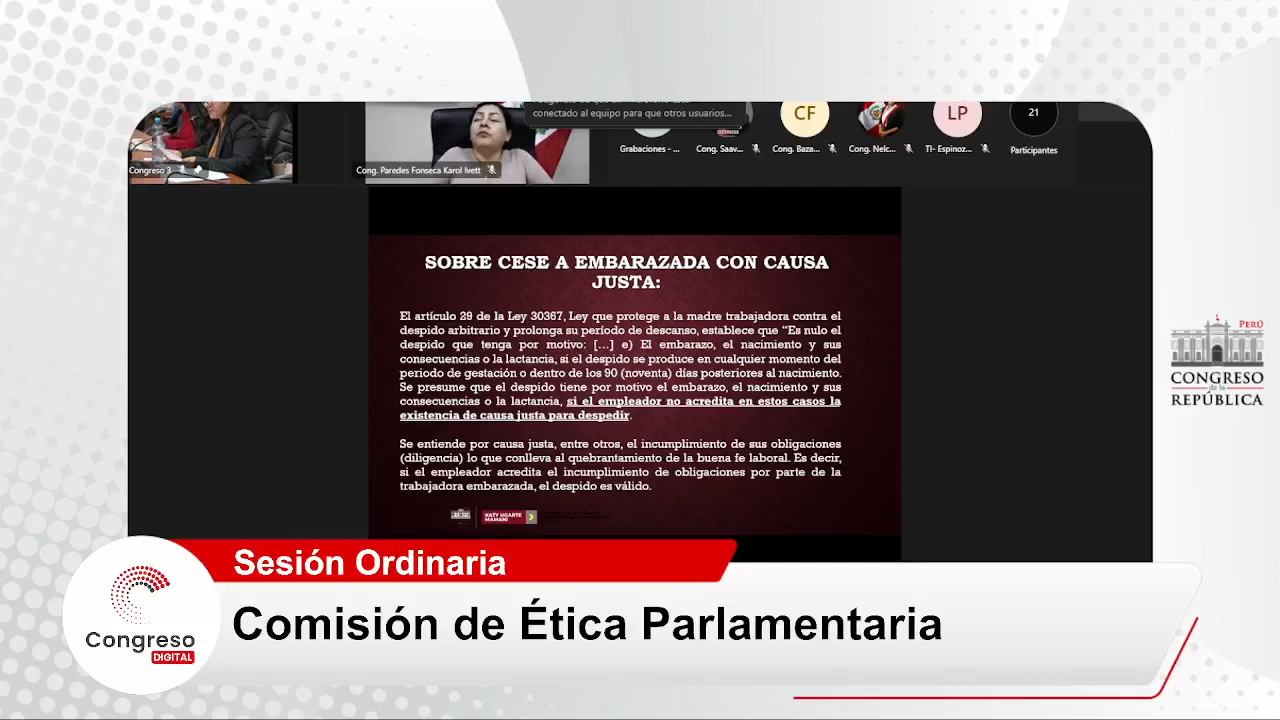 conectado al equipo para que otros usuarios...
CF
LP
21
Congreso 3
Cong. Paredes Fonseca Karol Ivett
Grabaciones - ...
Cong. Saav...
Cong. Baza...
Cong. Nelc...
TI- Espinoz...
Participantes
SOBRE CESE A EMBARAZADA CON CAUSA
JUSTA:
El artículo 29 de la Ley 30367, Ley que protege a la madre trabajadora contra el
despido arbitrario y prolonga su período de descanso, establece que "Es nulo el
despido que tenga por motivo: [...] e) El embarazo, el nacimiento y sus
consecuencias o la lactancia, si el despido se produce en cualquier momento del
periodo de gestación o dentro de los 90 (noventa) días posteriores al nacimiento.
Se presume que el despido tiene por motivo el embarazo, el nacimiento y sus
consecuencias o la lactancia, si el empleador no acredita en estos casos la
existencia de causa justa para despedir.
Se entiende por causa justa, entre otros, el incumplimiento de sus obligaciones
(diligencia) lo que conlleva al quebrantamiento de la buena fe laboral. Es decir,
si el empleador acredita el incumplimiento de obligaciones por parte de la
trabajadora embarazada, el despido es válido.
KATY UGARTE
MAMANI
PERÚ
CONGRESO
de la
REPÚBLICA
Sesión Ordinaria
Comisión de Ética Parlamentaria
Congreso
DIGITAL